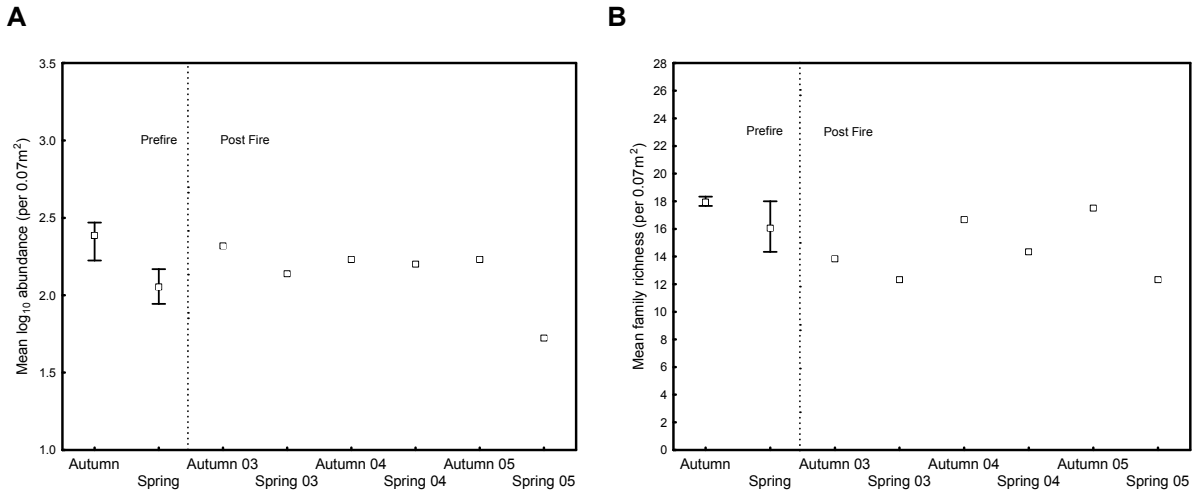 A
3.5
3.0
2.5
2.0
1.5
1.0
Mean log10 abundance (per 0.07m2)
Prefire
Post Fire
Autumn
Spring
Autumn 03
Spring 03
Autumn 04
Spring 04
Autumn 05
Spring 05
B
28
26
24
22
20
18
16
14
12
10
8
6
4
2
0
Mean family richness (per 0.07m2)
Prefire
Post Fire
Autumn
Spring
Autumn 03
Spring 03
Autumn 04
Spring 04
Autumn 05
Spring 05